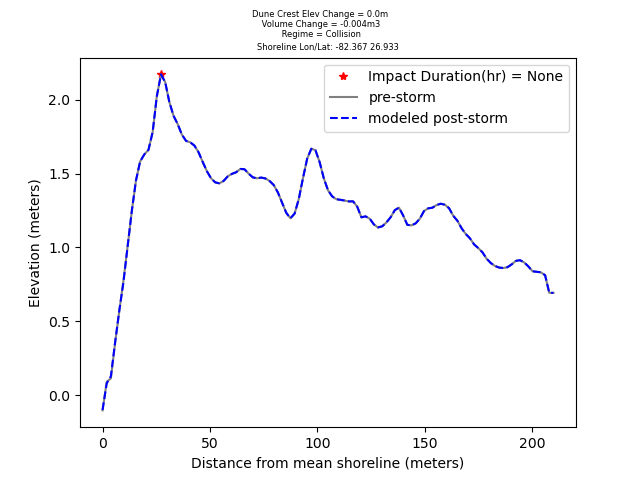 Dune Crest Elev Change = 0.0m
Volume Change = -0.004m3
Regime = Collision
Shoreline Lon/Lat: -82.367 26.933
Impact Duration(hr) = None
pre-storm
modeled post-storm
2.0
1.5
1.0
0.5
0.0
Elevation (meters)
0 50 100 150 200
Distance from mean shoreline (meters)